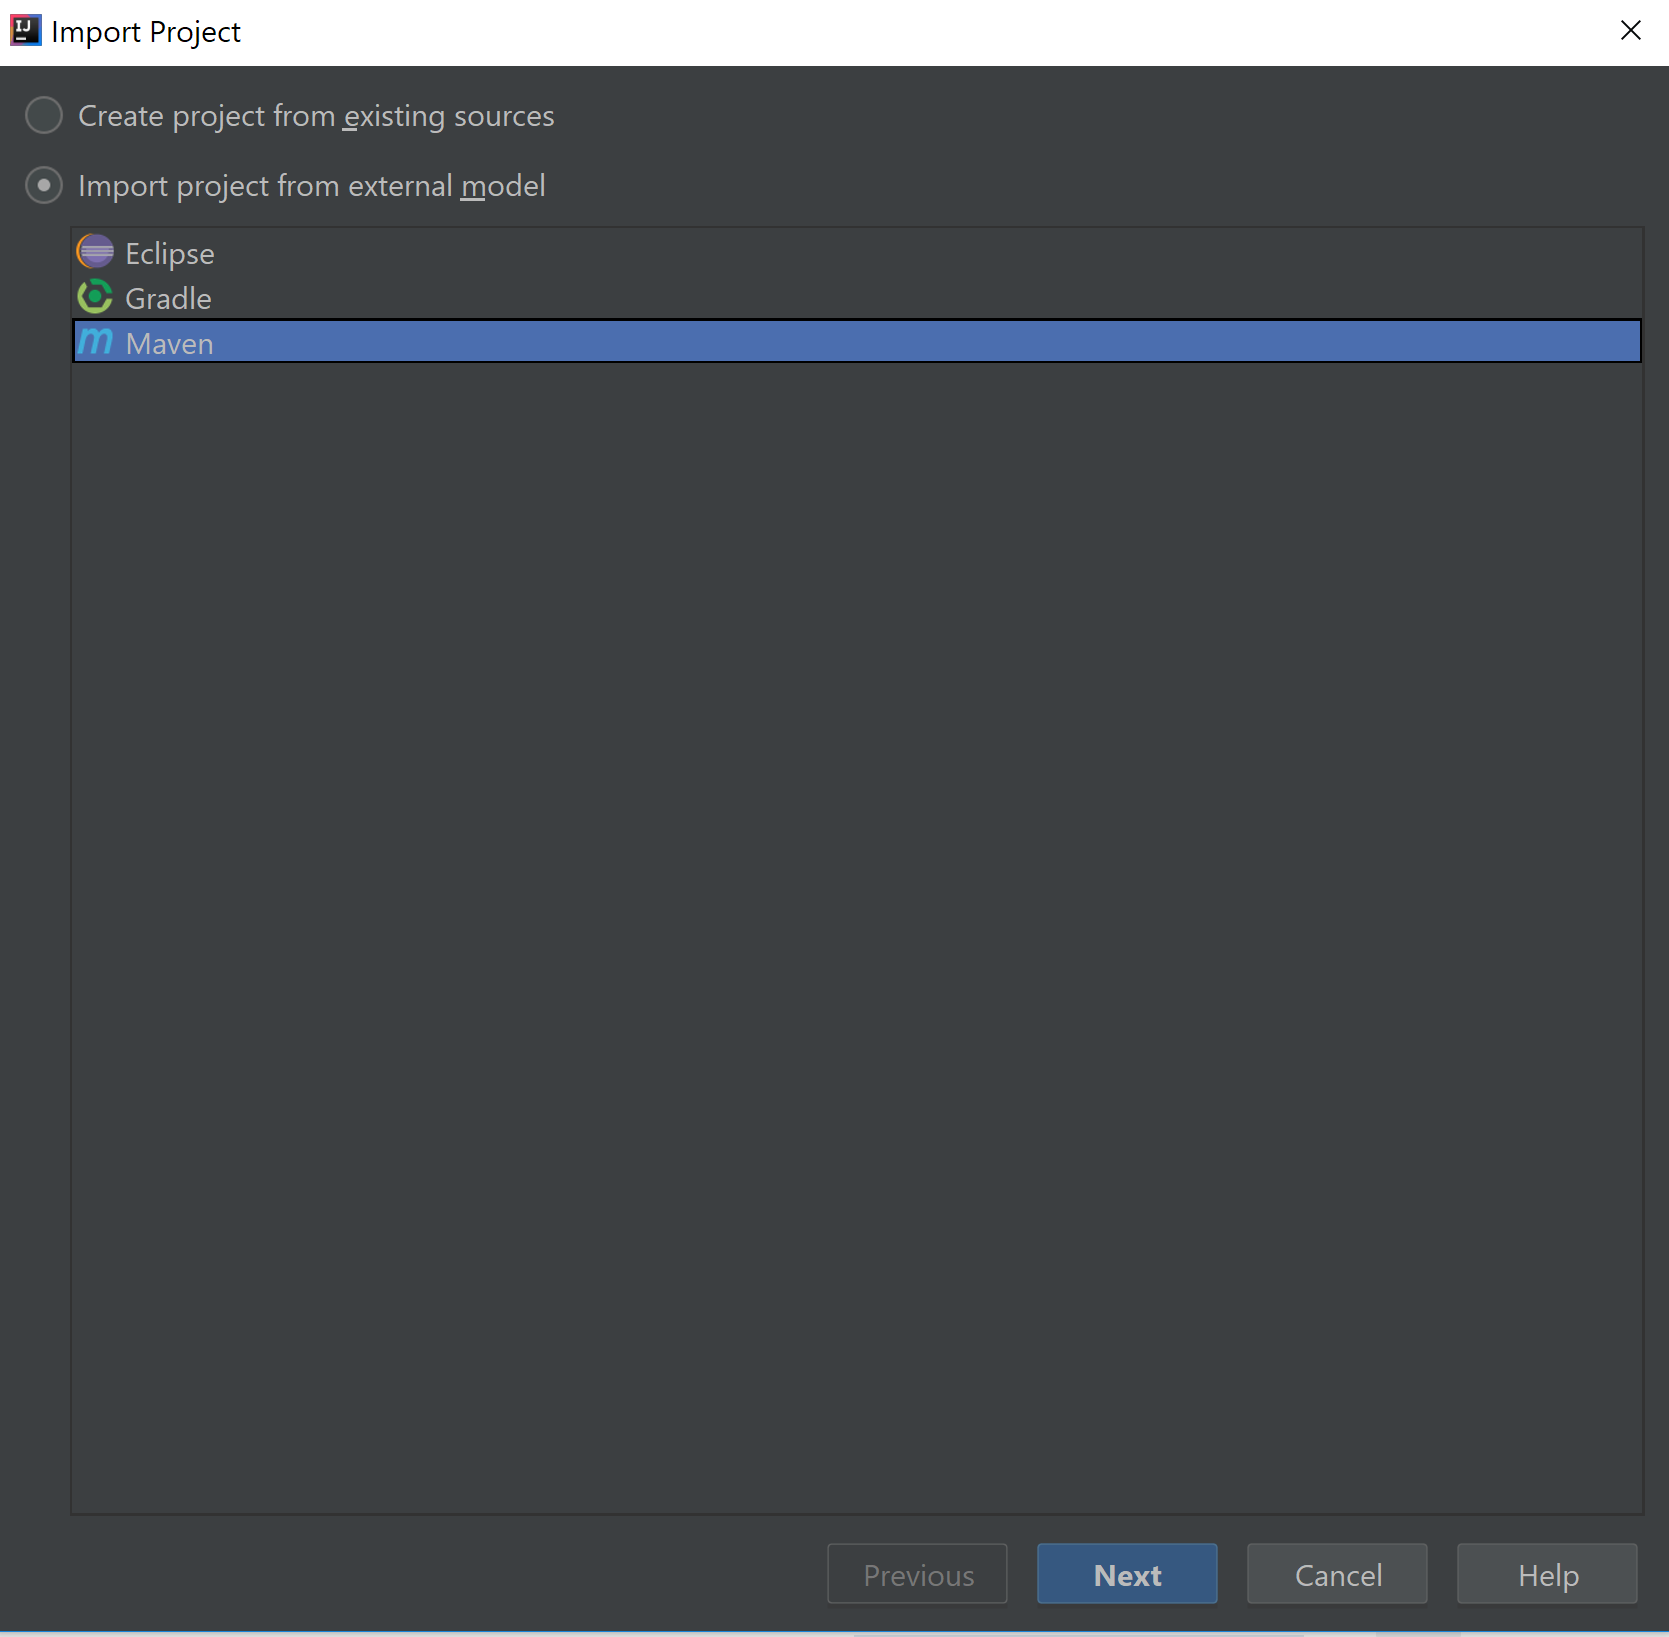 Import Project
Create project from existing sources
Import project from external model
Eclipse
Gradle
Maven
Previous Next Cancel Help